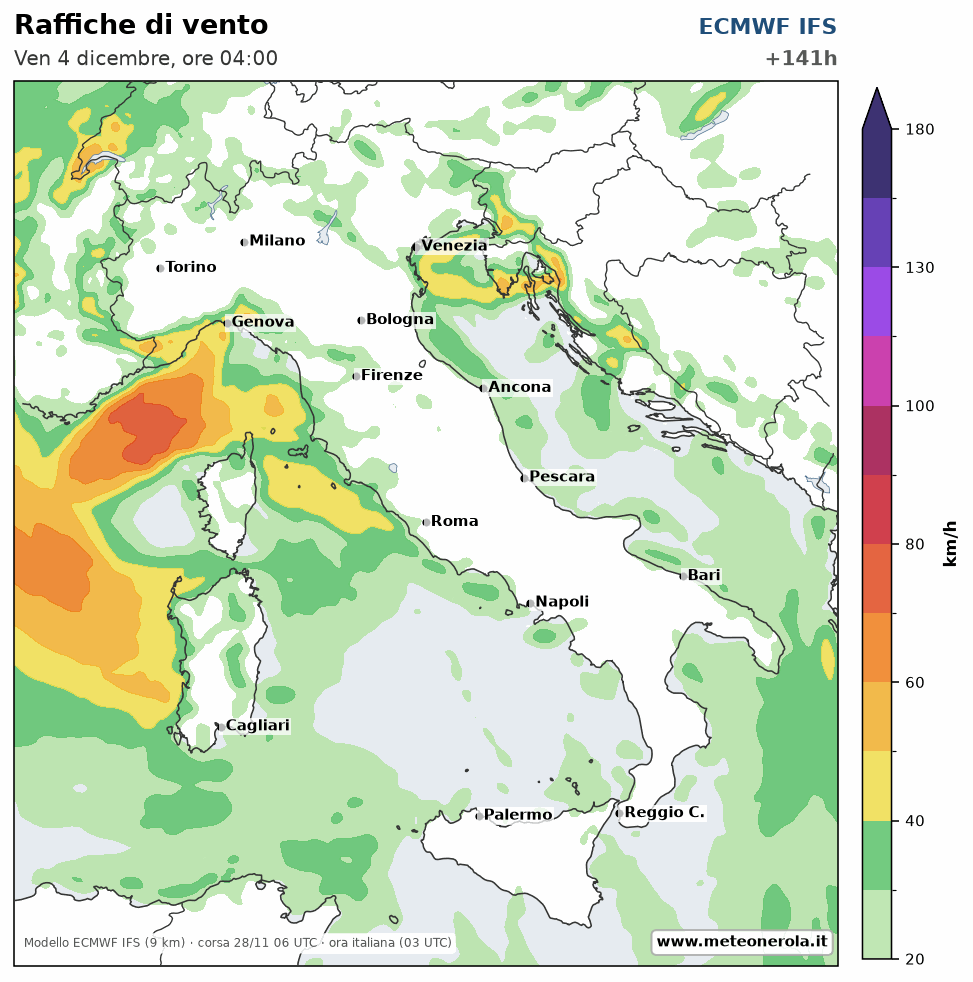 Raffiche di vento
ECMWF IFS
Ven 4 dicembre, ore 04:00
+141h
180
130
100
80
60
40
20
km/h
Milano
Venezia
Torino
Genova
Bologna
Firenze
Ancona
Pescara
Roma
Bari
Napoli
Cagliari
Palermo
Reggio C.
Modello ECMWF IFS (9 km) · corsa 28/11 06 UTC · ora italiana (03 UTC)
www.meteonerola.it